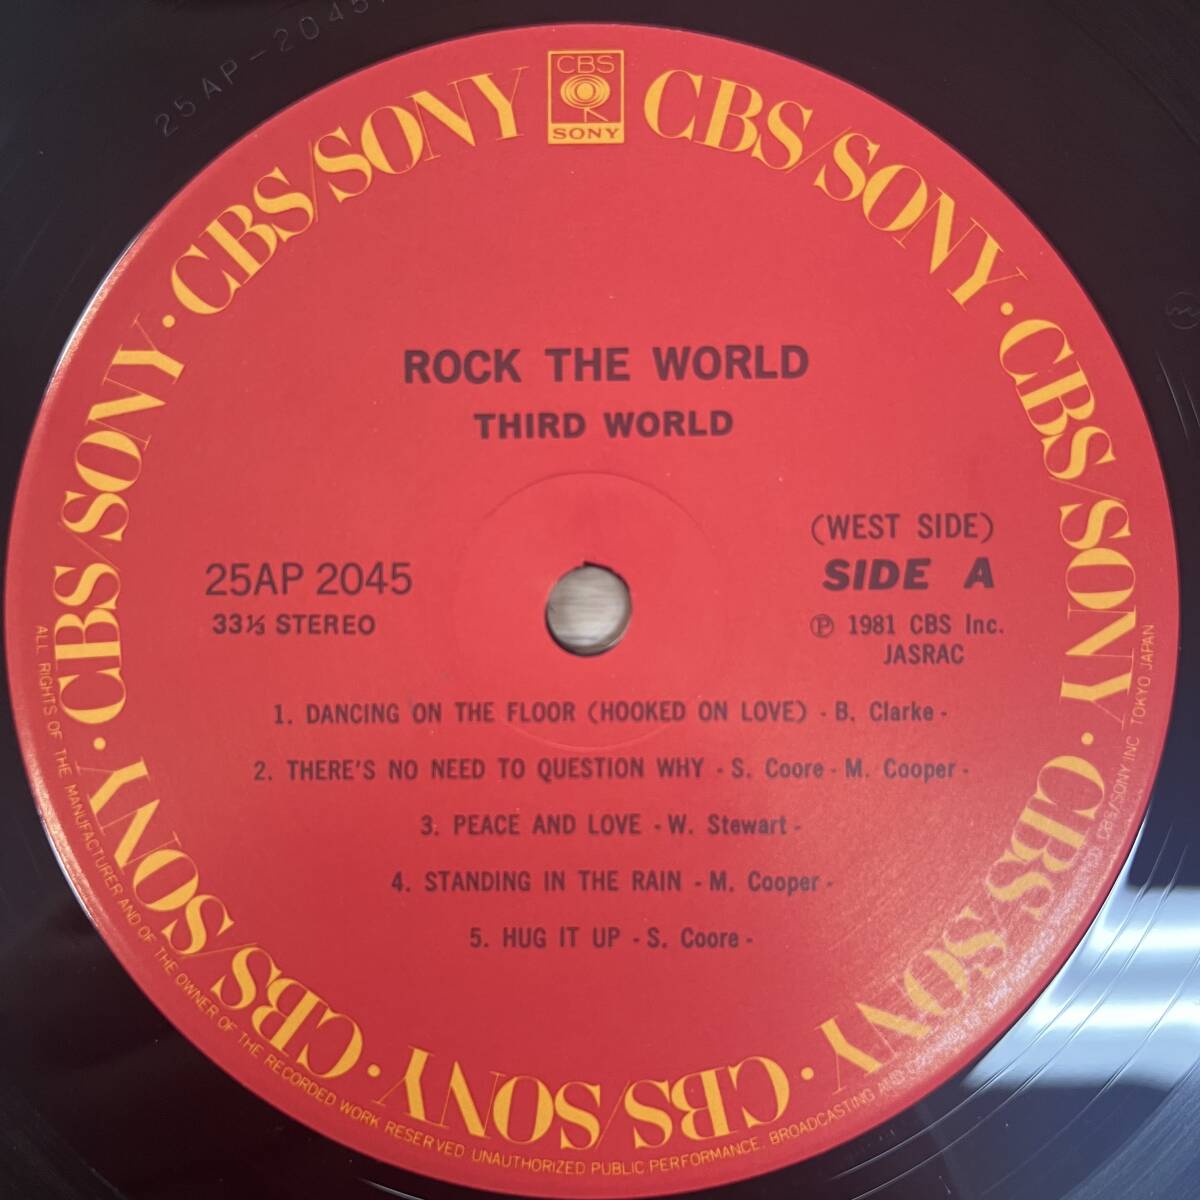 25AP-2045
CBS
SONY
CBS/SONY · CBS/SONY · CBS/SONY · CBS/SONY · CBS/SONY · CBS/SONY · CBS/SONY · CBS/SONY
ROCK THE WORLD
THIRD WORLD
(WEST SIDE)
25AP 2045
SIDE A
33⅓ STEREO
Ⓟ 1981 CBS Inc.
JASRAC
1. DANCING ON THE FLOOR (HOOKED ON LOVE) - B. Clarke -
2. THERE'S NO NEED TO QUESTION WHY - S. Coore - M. Cooper -
3. PEACE AND LOVE - W. Stewart -
4. STANDING IN THE RAIN - M. Cooper -
5. HUG IT UP - S. Coore -
ALL RIGHTS OF THE MANUFACTURER AND OF THE OWNER OF THE RECORDED WORK RESERVED UNAUTHORIZED PUBLIC PERFORMANCE. BROADCASTING AND CBS/SONY INC TOKYO JAPAN